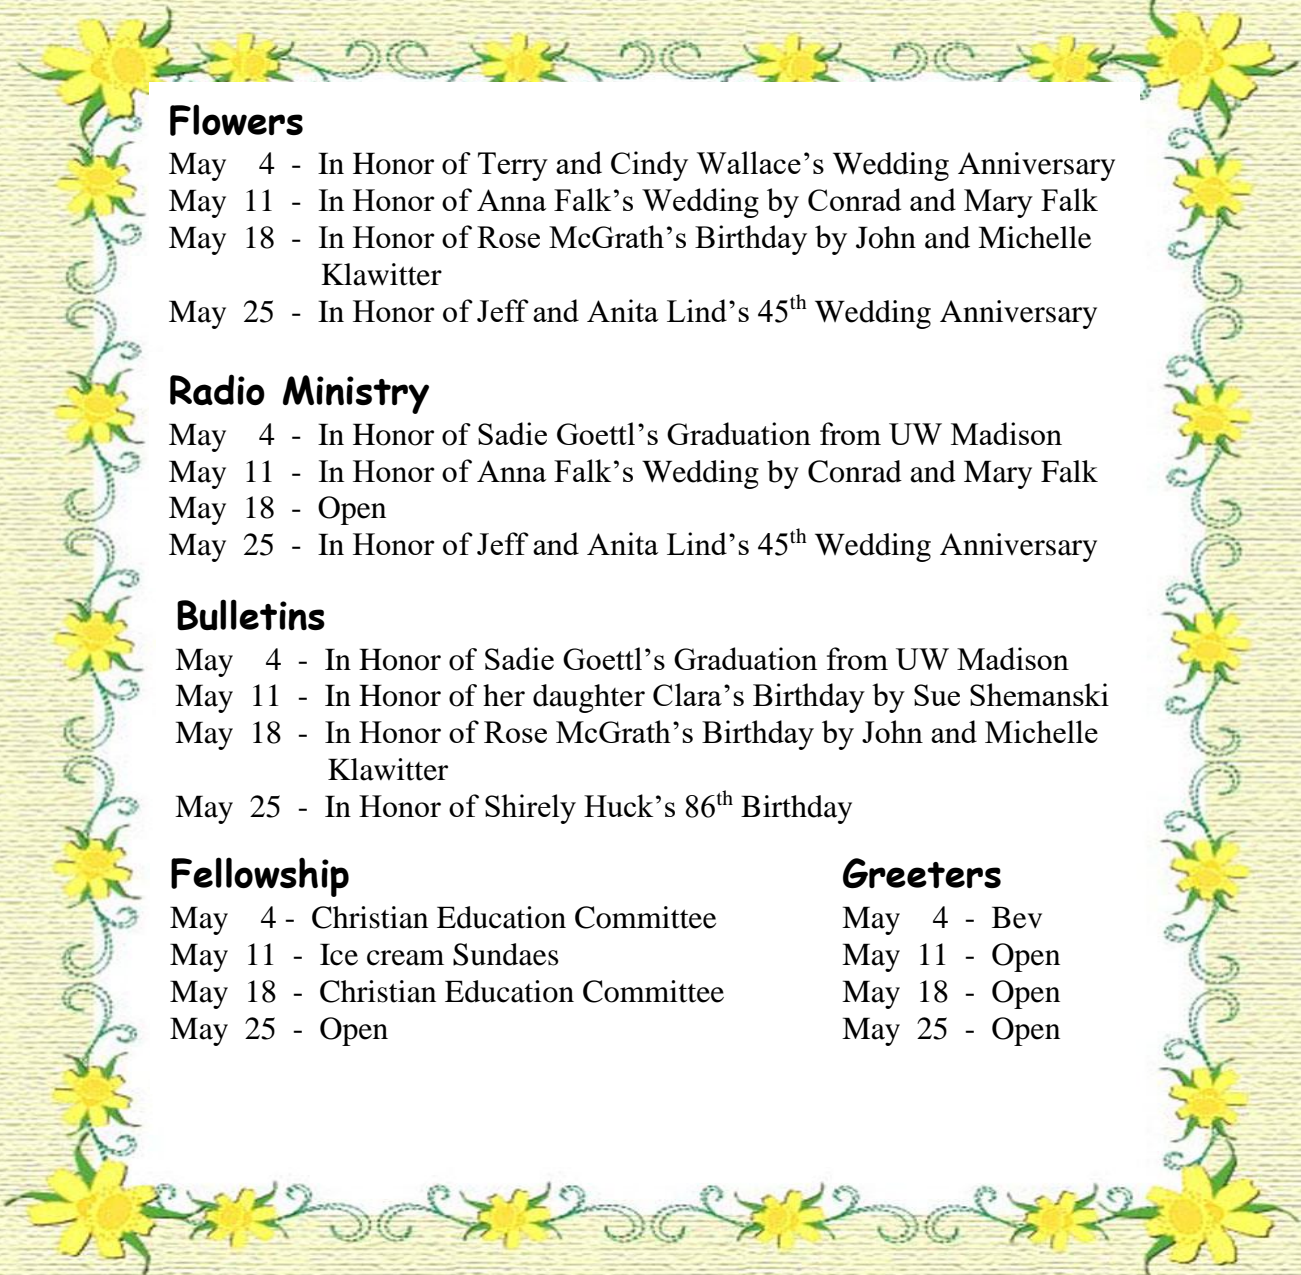 Flowers
May 4 - In Honor of Terry and Cindy Wallace’s Wedding Anniversary
May 11 - In Honor of Anna Falk’s Wedding by Conrad and Mary Falk
May 18 - In Honor of Rose McGrath’s Birthday by John and Michelle
Klawitter
May 25 - In Honor of Jeff and Anita Lind’s 45th Wedding Anniversary
Radio Ministry
May 4 - In Honor of Sadie Goettl’s Graduation from UW Madison
May 11 - In Honor of Anna Falk’s Wedding by Conrad and Mary Falk
May 18 - Open
May 25 - In Honor of Jeff and Anita Lind’s 45th Wedding Anniversary
Bulletins
May 4 - In Honor of Sadie Goettl’s Graduation from UW Madison
May 11 - In Honor of her daughter Clara’s Birthday by Sue Shemanski
May 18 - In Honor of Rose McGrath’s Birthday by John and Michelle
Klawitter
May 25 - In Honor of Shirely Huck’s 86th Birthday
Fellowship
May 4 - Christian Education Committee
May 11 - Ice cream Sundaes
May 18 - Christian Education Committee
May 25 - Open
Greeters
May 4 - Bev
May 11 - Open
May 18 - Open
May 25 - Open